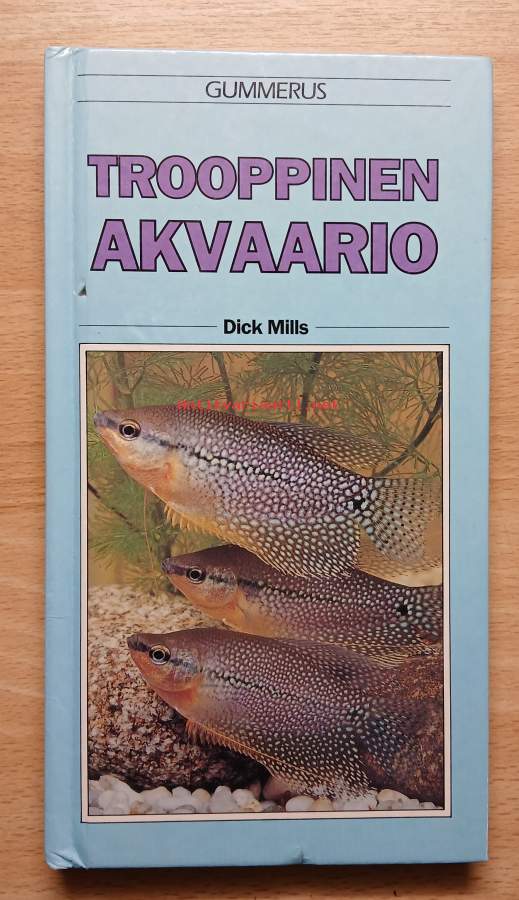 GUMMERUS
TROOPPINEN
AKVAARIO
Dick Mills